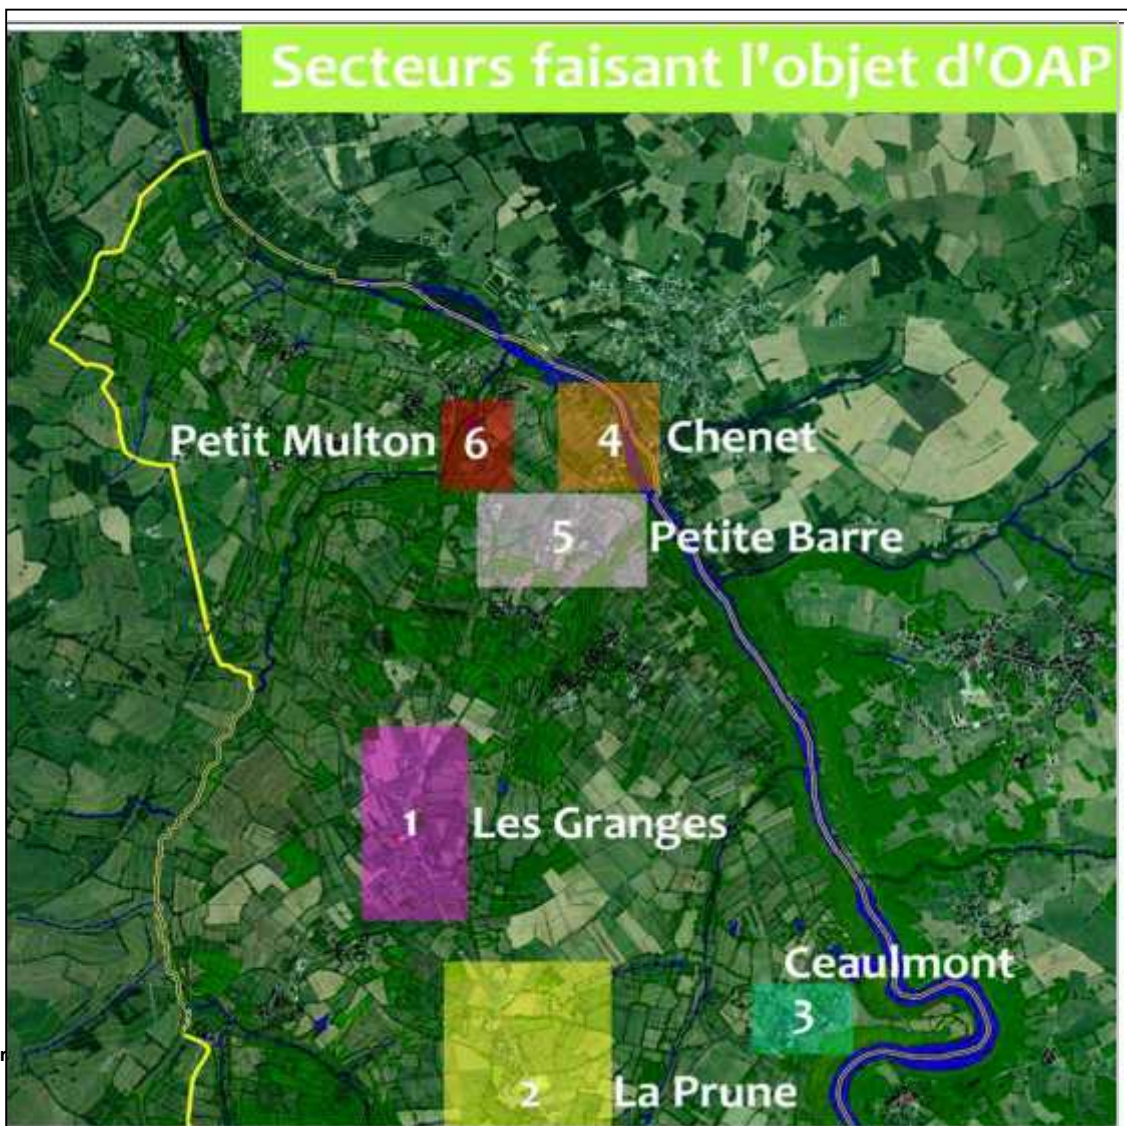 Secteurs faisant l'objet d'OAP
Petit Multon 6
4 Chenet
5 Petite Barre
1 Les Granges
Ceaulmont
3
2 La Prune